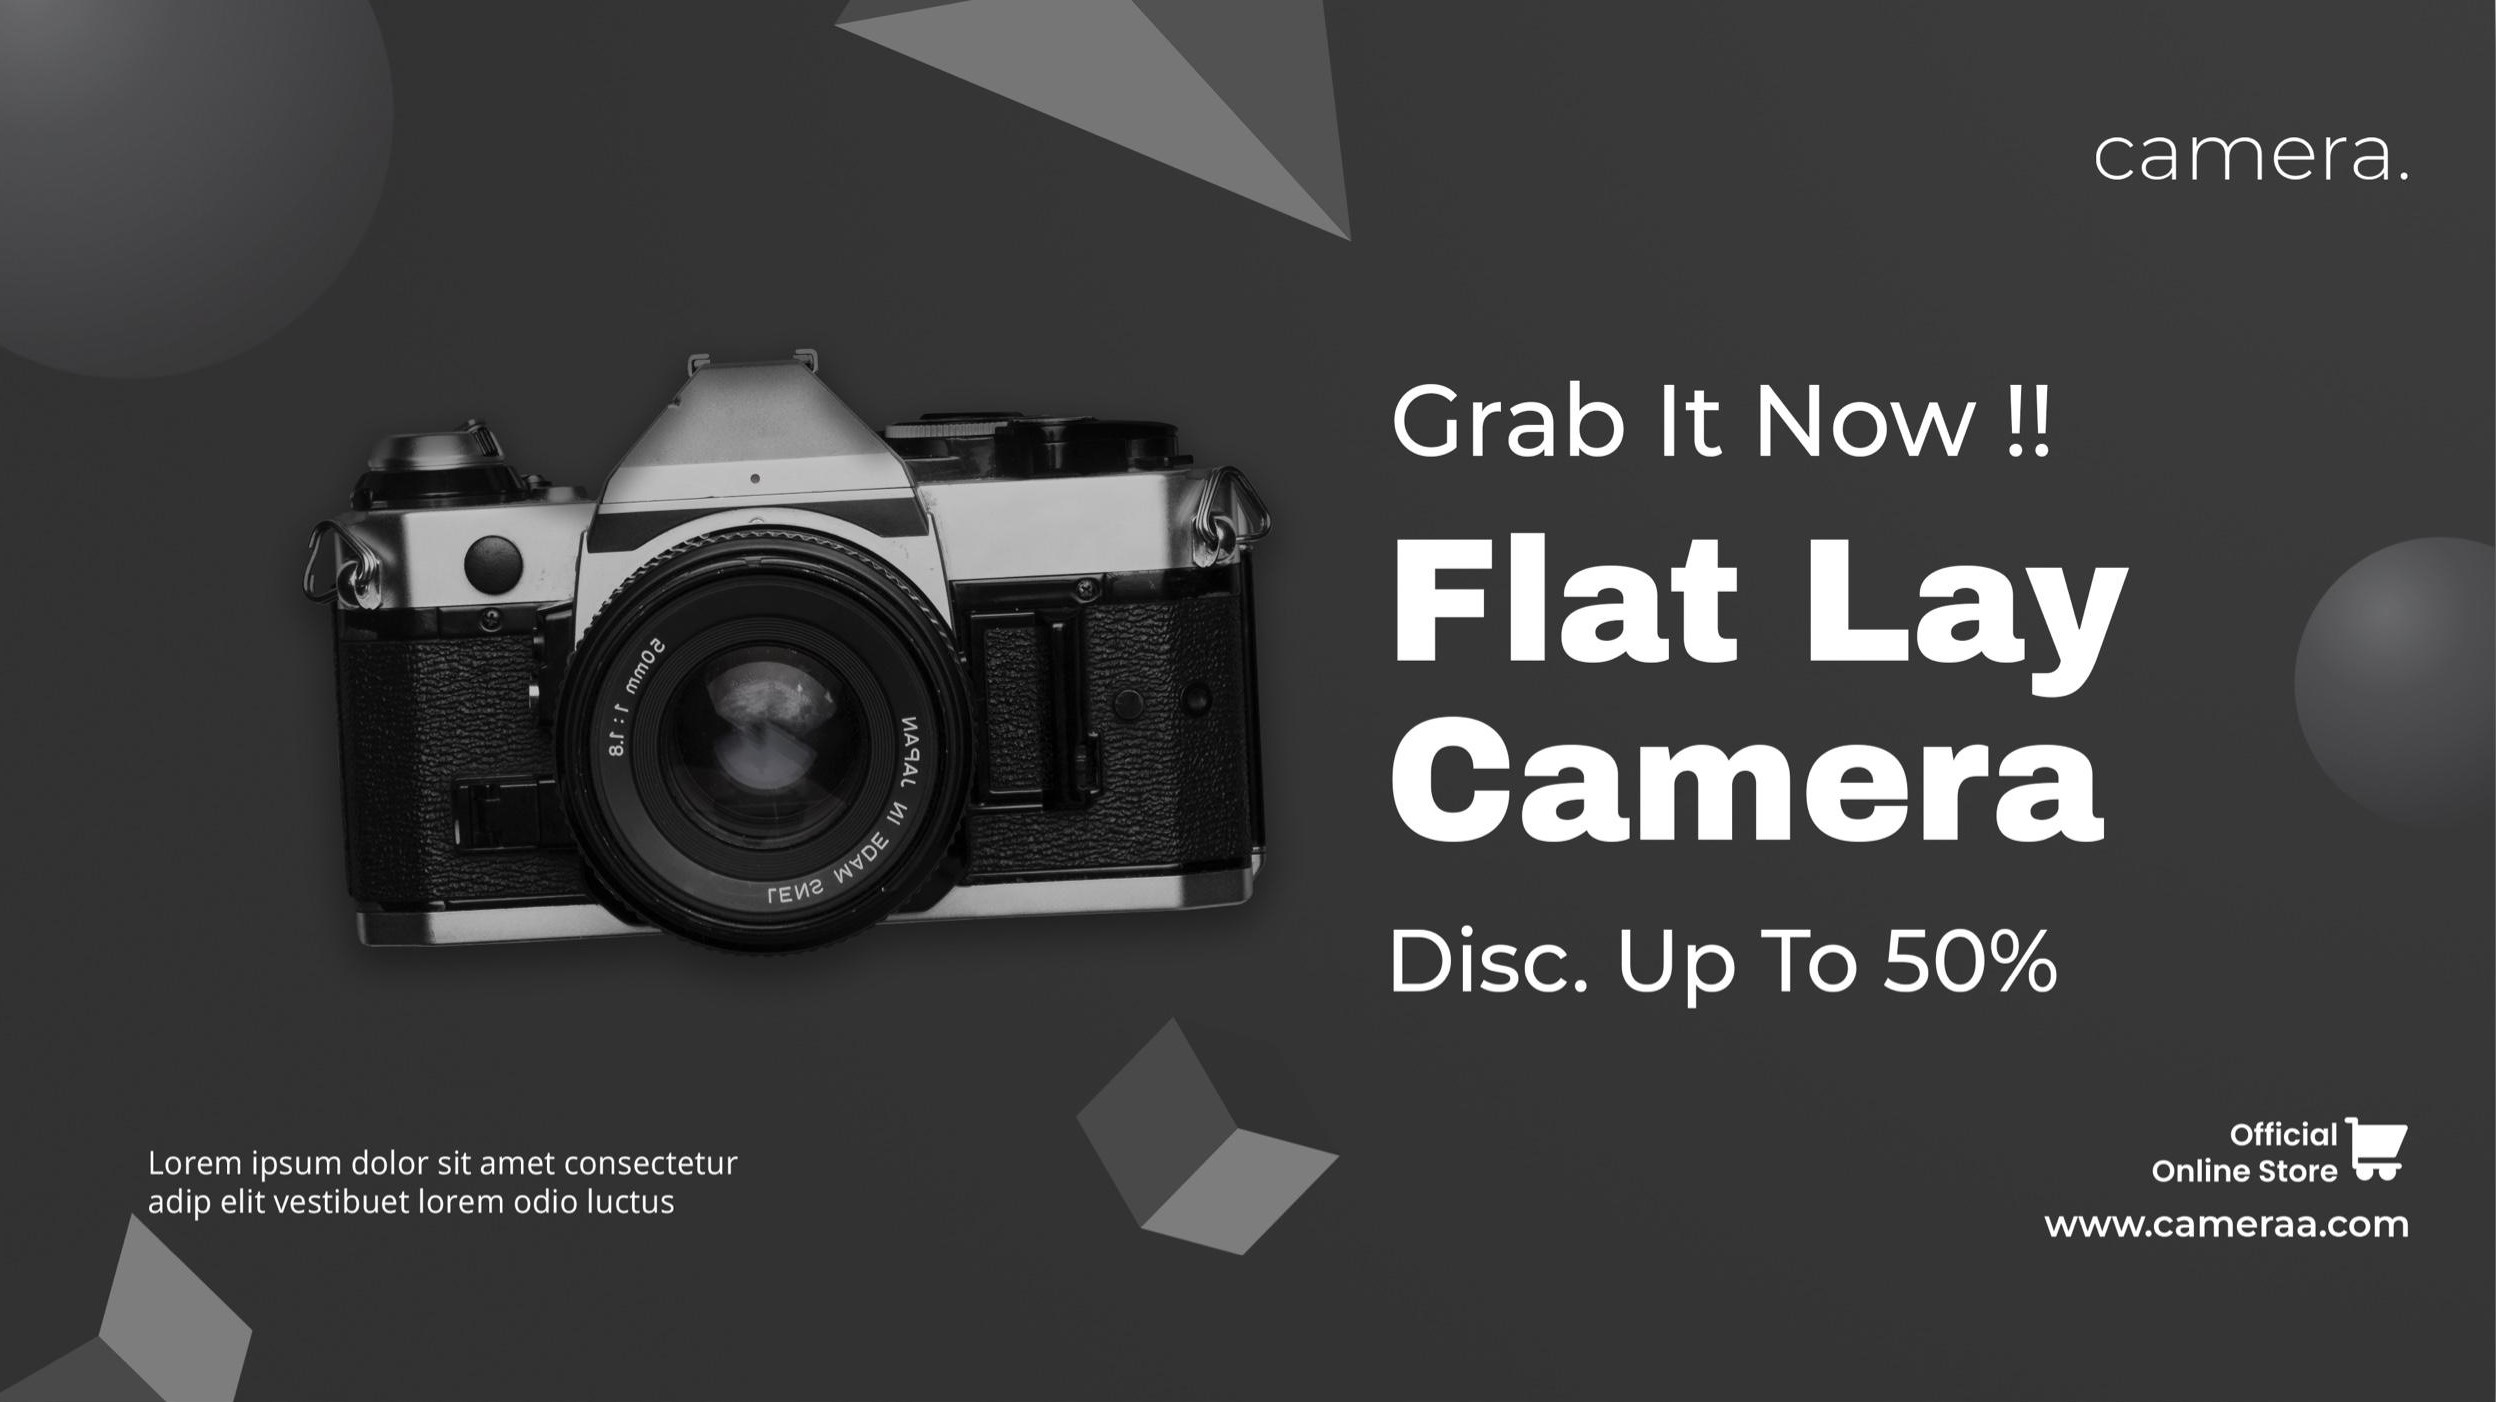 camera.
Grab It Now !!
Flat Lay
Camera
Disc. Up To 50%
50mm 1:1.8
LENS MADE IN JAPAN
Lorem ipsum dolor sit amet consectetur
adip elit vestibuet lorem odio luctus
Official
Online Store
www.cameraa.com